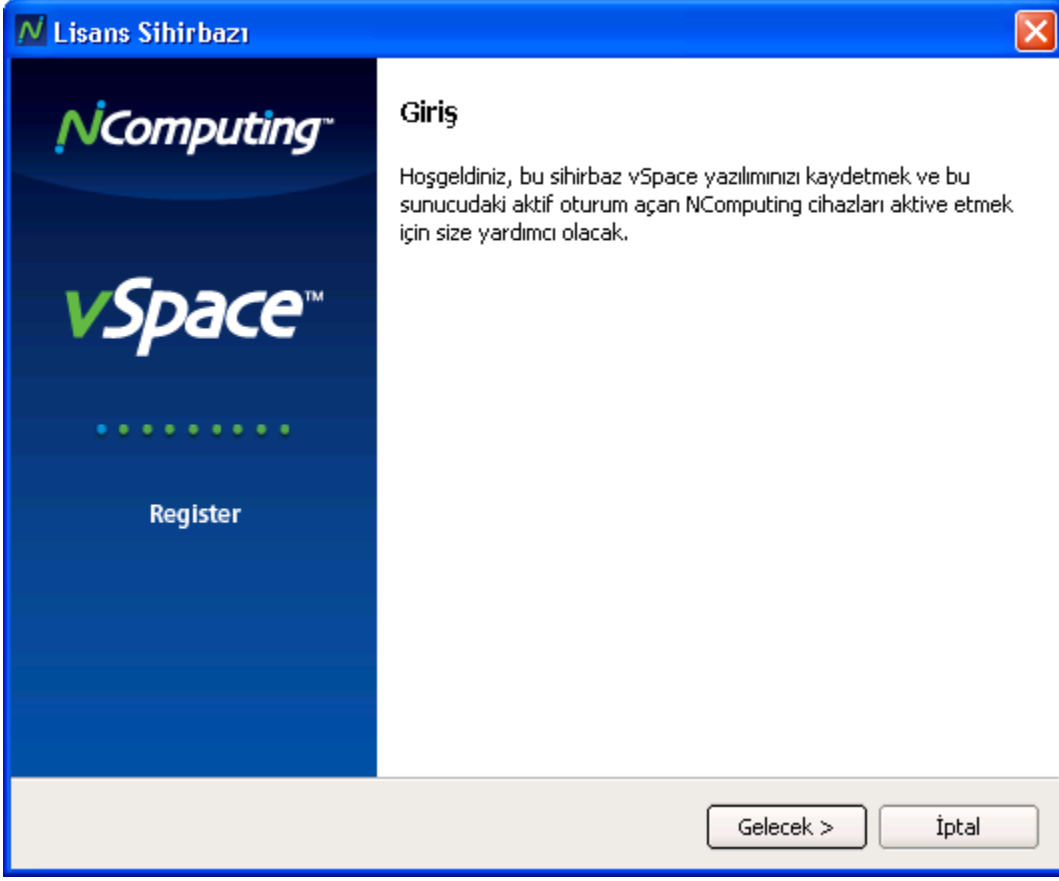 Lisans Sihirbazı
NComputing™
vSpace™
Register
Giriş
Hoşgeldiniz, bu sihirbaz vSpace yazılımınızı kaydetmek ve bu
sunucudaki aktif oturum açan NComputing cihazları aktive etmek
için size yardımcı olacak.
Gelecek >
İptal